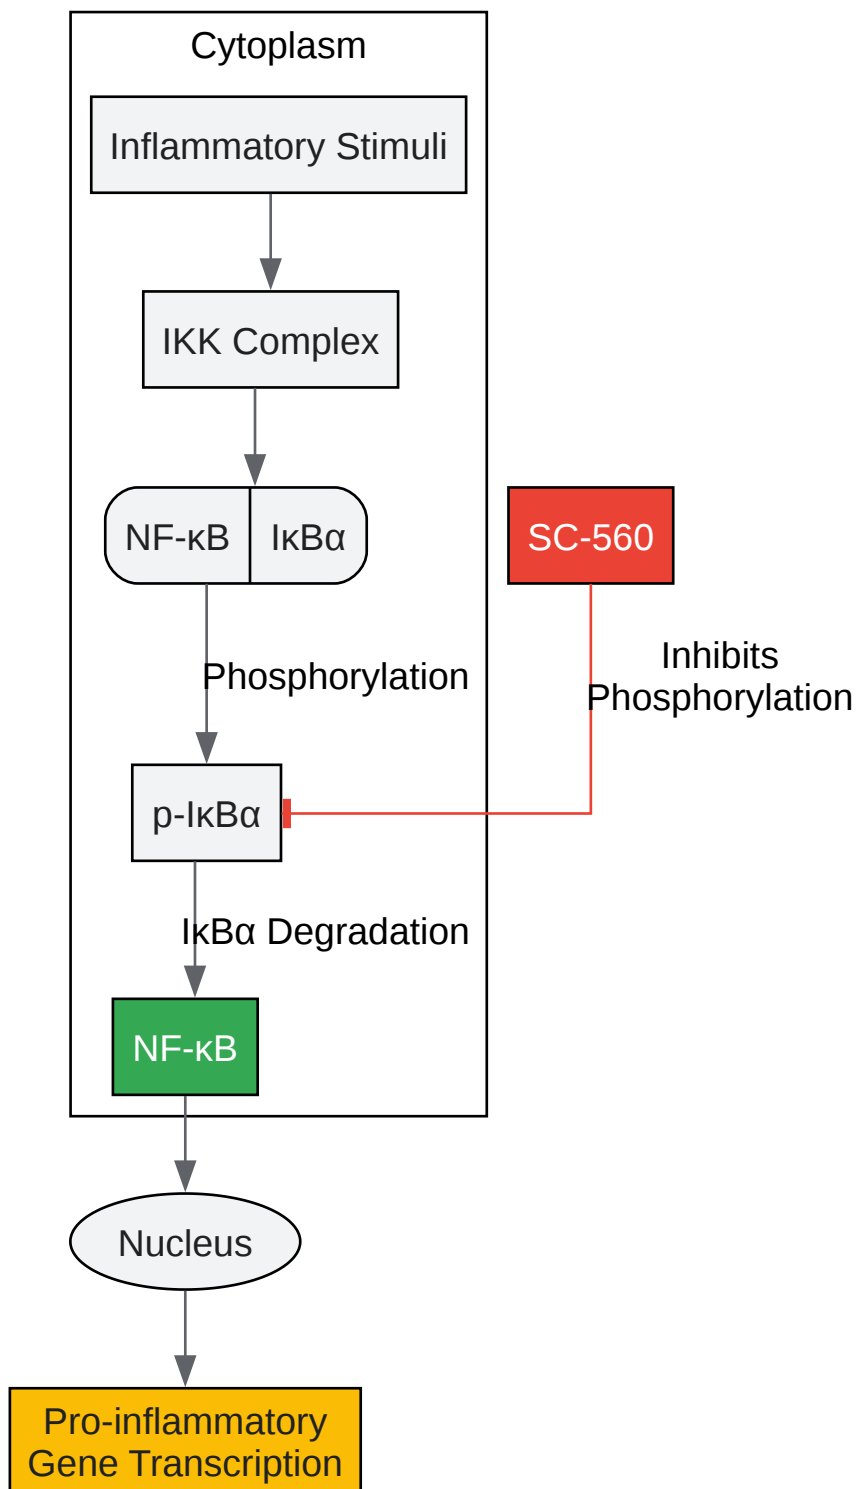 Cytoplasm
Inflammatory Stimuli
IKK Complex
NF-κB
IκBα
SC-560
Phosphorylation
Inhibits
Phosphorylation
p-IκBα
IκBα Degradation
NF-κB
Nucleus
Pro-inflammatory
Gene Transcription